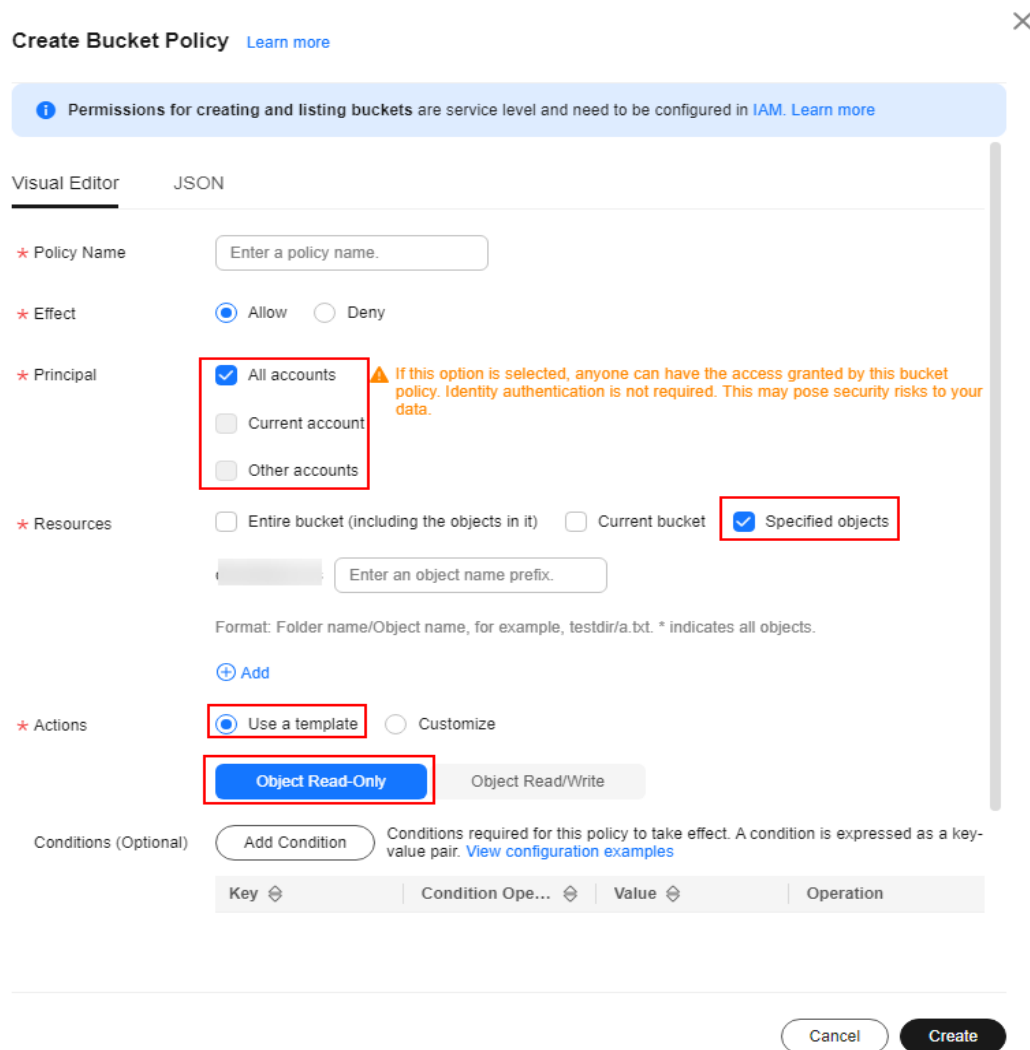 Create Bucket Policy Learn more
Permissions for creating and listing buckets are service level and need to be configured in IAM. Learn more
Visual Editor JSON
* Policy Name Enter a policy name.
* Effect Allow Deny
* Principal All accounts If this option is selected, anyone can have the access granted by this bucket
policy. Identity authentication is not required. This may pose security risks to your
data.
Current account
Other accounts
* Resources Entire bucket (including the objects in it) Current bucket Specified objects
Enter an object name prefix.
Format: Folder name/Object name, for example, testdir/a.txt. * indicates all objects.
Add
* Actions Use a template Customize
Object Read-Only Object Read/Write
Conditions (Optional) Add Condition Conditions required for this policy to take effect. A condition is expressed as a key-
value pair. View configuration examples
Key Condition Ope... Value Operation
Cancel Create